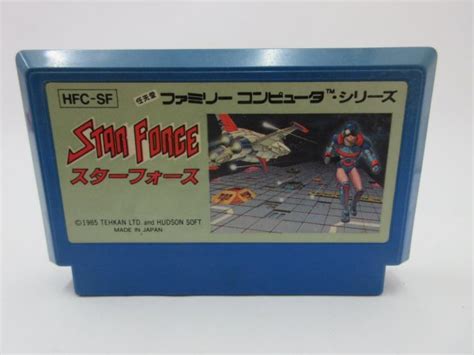 HFC-SF
任天堂 ファミリー コンピュータ™・シリーズ
STAR FORCE
スターフォース
©1985 TEHKAN LTD. and HUDSON SOFT
MADE IN JAPAN